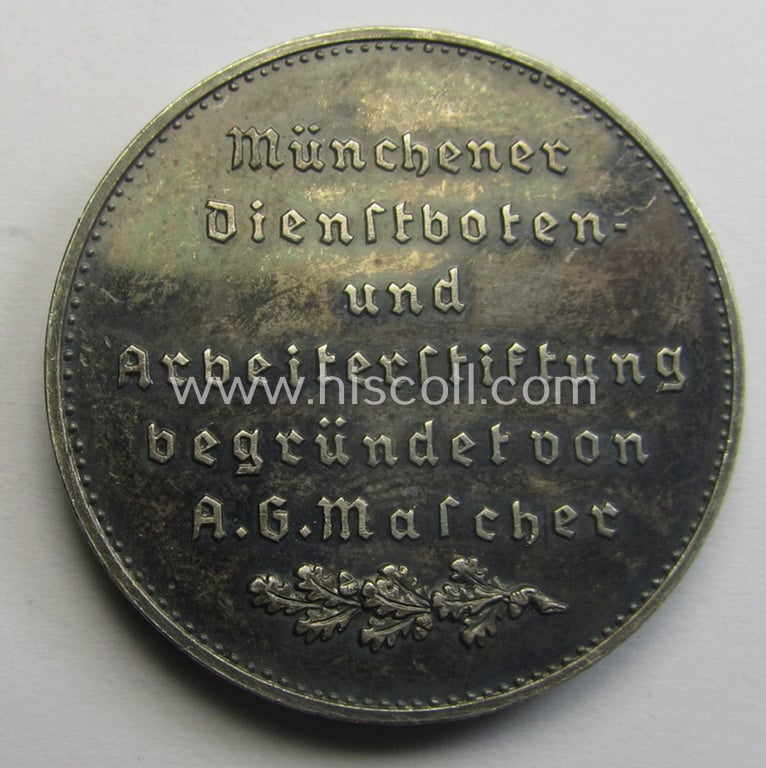 Münchener
Dienſtboten-
und
Arbeiterſtiftung
www.hiscoll.com
begründet von
A.G.Maſcher